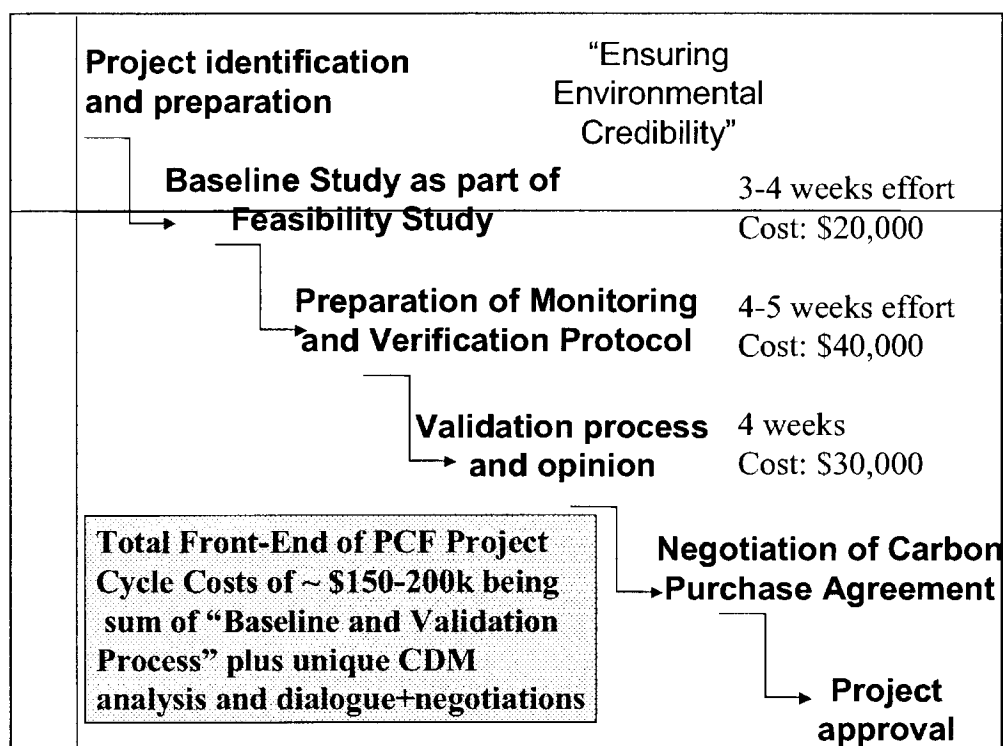 Project identification
and preparation
“Ensuring
Environmental
Credibility”
Baseline Study as part of
Feasibility Study
3-4 weeks effort
Cost: $20,000
Preparation of Monitoring
and Verification Protocol
4-5 weeks effort
Cost: $40,000
Validation process
and opinion
4 weeks
Cost: $30,000
Total Front-End of PCF Project
Cycle Costs of ~ $150-200k being
sum of “Baseline and Validation
Process” plus unique CDM
analysis and dialogue+negotiations
Negotiation of Carbon
Purchase Agreement
Project
approval